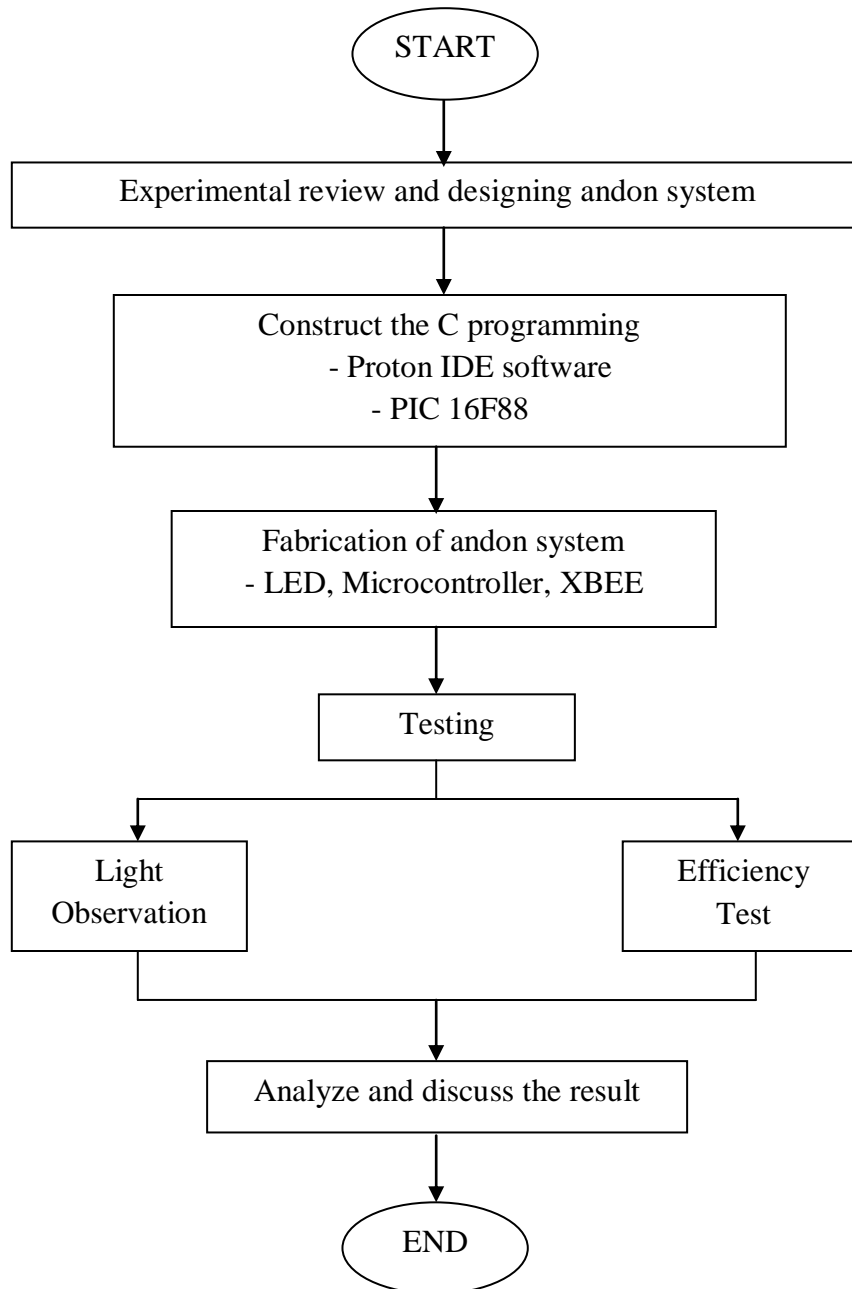 START
Experimental review and designing andon system
Construct the C programming
- Proton IDE software
- PIC 16F88
Fabrication of andon system
- LED, Microcontroller, XBEE
Testing
Light
Observation
Efficiency
Test
Analyze and discuss the result
END